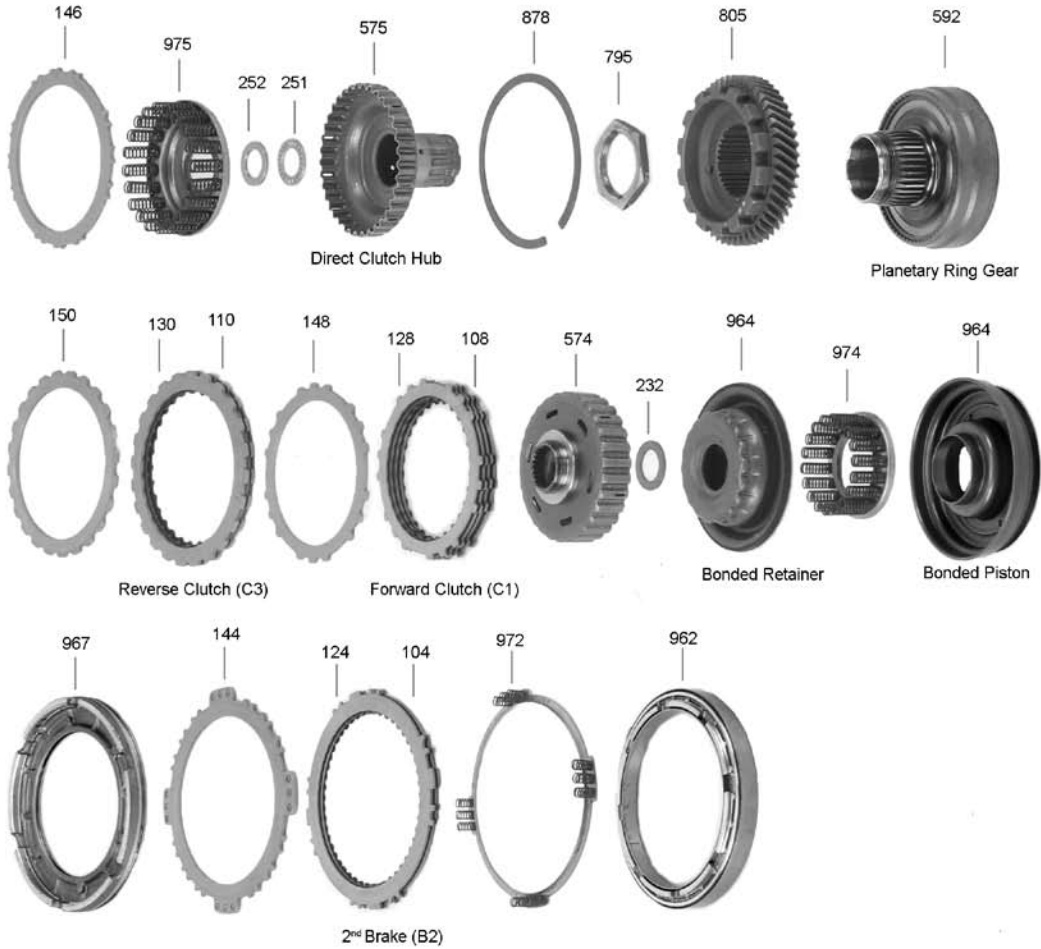 146 975 252 251 575 878 795 805 592
Direct Clutch Hub
Planetary Ring Gear
150 130 110 148 128 108 574 232 964 974 964
Reverse Clutch (C3) Forward Clutch (C1) Bonded Retainer Bonded Piston
967 144 124 104 972 962
2nd Brake (B2)